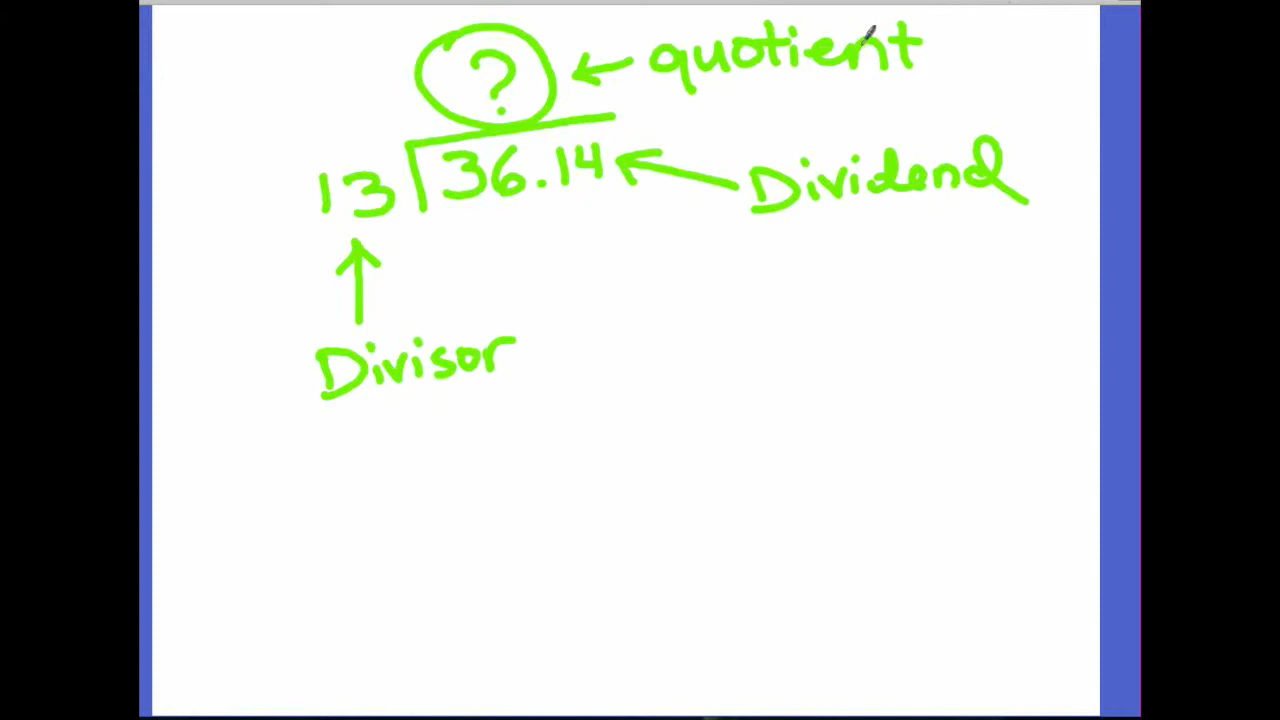 ? ← quotient
13 36.14 ← Dividend
↑
Divisor